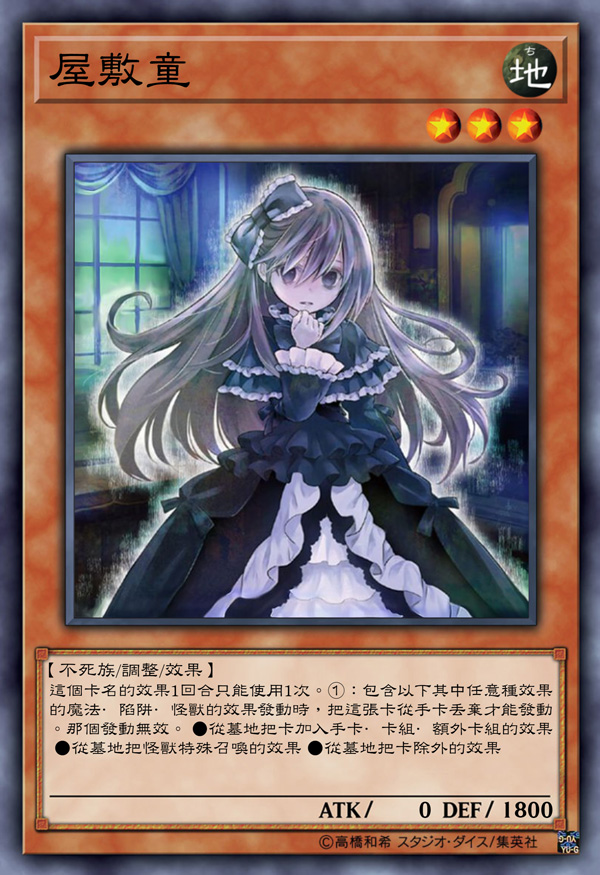 屋敷童
ち
地
【不死族/調整/效果】
這個卡名的效果1回合只能使用1次。①：包含以下其中任意種效果
的魔法·陷阱·怪獸的效果發動時，把這張卡從手卡丟棄才能發動
。那個發動無效。●從墓地把卡加入手卡·卡組·額外卡組的效果
●從墓地把怪獸特殊召喚的效果●從墓地把卡除外的效果
ATK/ 0 DEF/ 1800
©高橋和希 スタジオ·ダイス/集英社